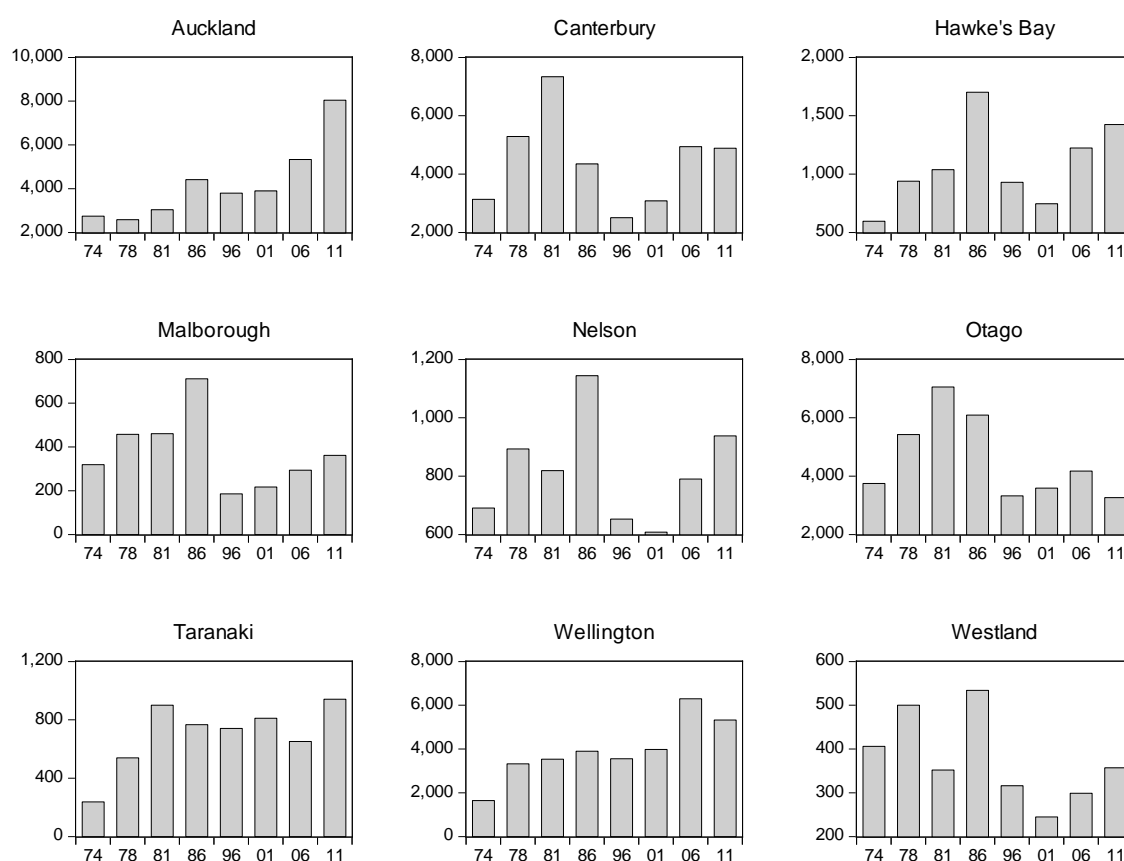 Auckland
10,000
8,000
6,000
4,000
2,000
74 78 81 86 96 01 06 11
Canterbury
8,000
6,000
4,000
2,000
74 78 81 86 96 01 06 11
Hawke's Bay
2,000
1,500
1,000
500
74 78 81 86 96 01 06 11
Malborough
800
600
400
200
0
74 78 81 86 96 01 06 11
Nelson
1,200
1,000
800
600
74 78 81 86 96 01 06 11
Otago
8,000
6,000
4,000
2,000
74 78 81 86 96 01 06 11
Taranaki
1,200
800
400
0
74 78 81 86 96 01 06 11
Wellington
8,000
6,000
4,000
2,000
0
74 78 81 86 96 01 06 11
Westland
600
500
400
300
200
74 78 81 86 96 01 06 11